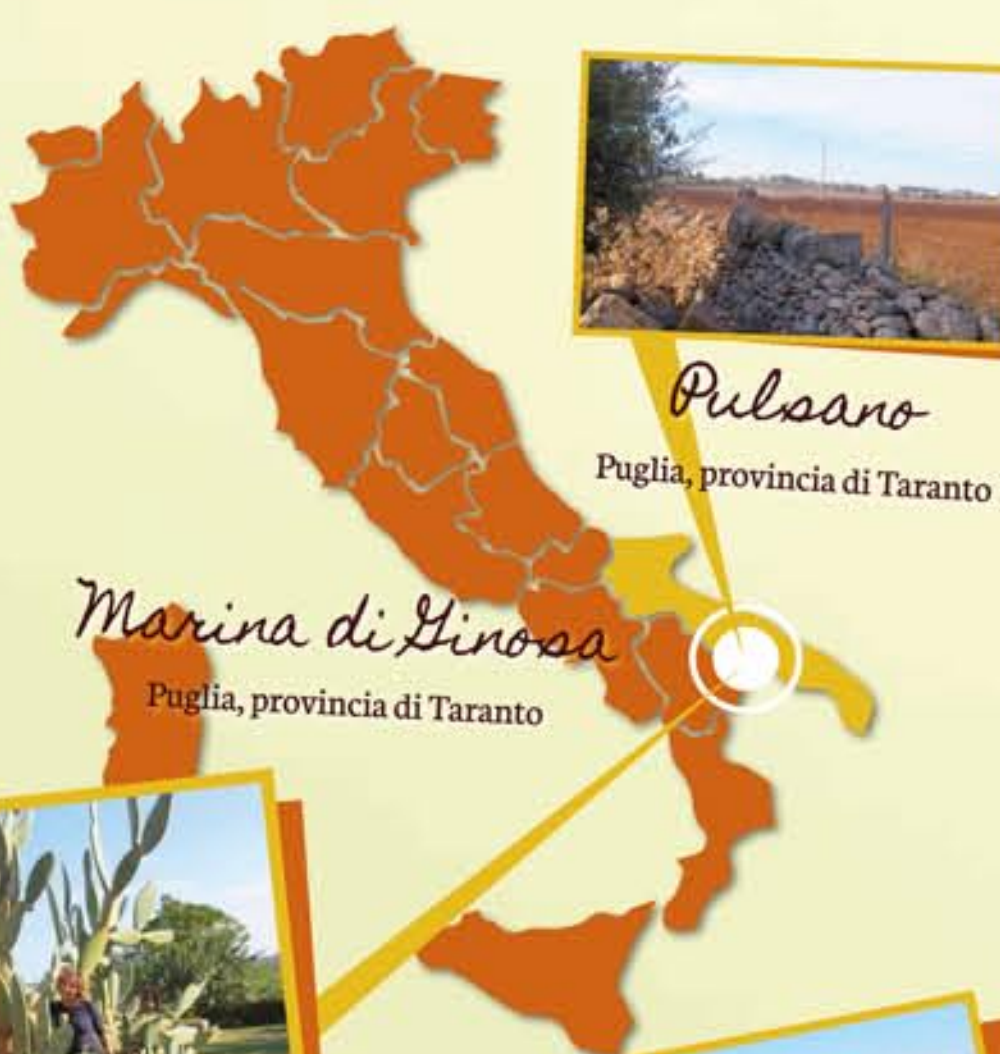 Pulsano
Puglia, provincia di Taranto
Marina di Ginosa
Puglia, provincia di Taranto